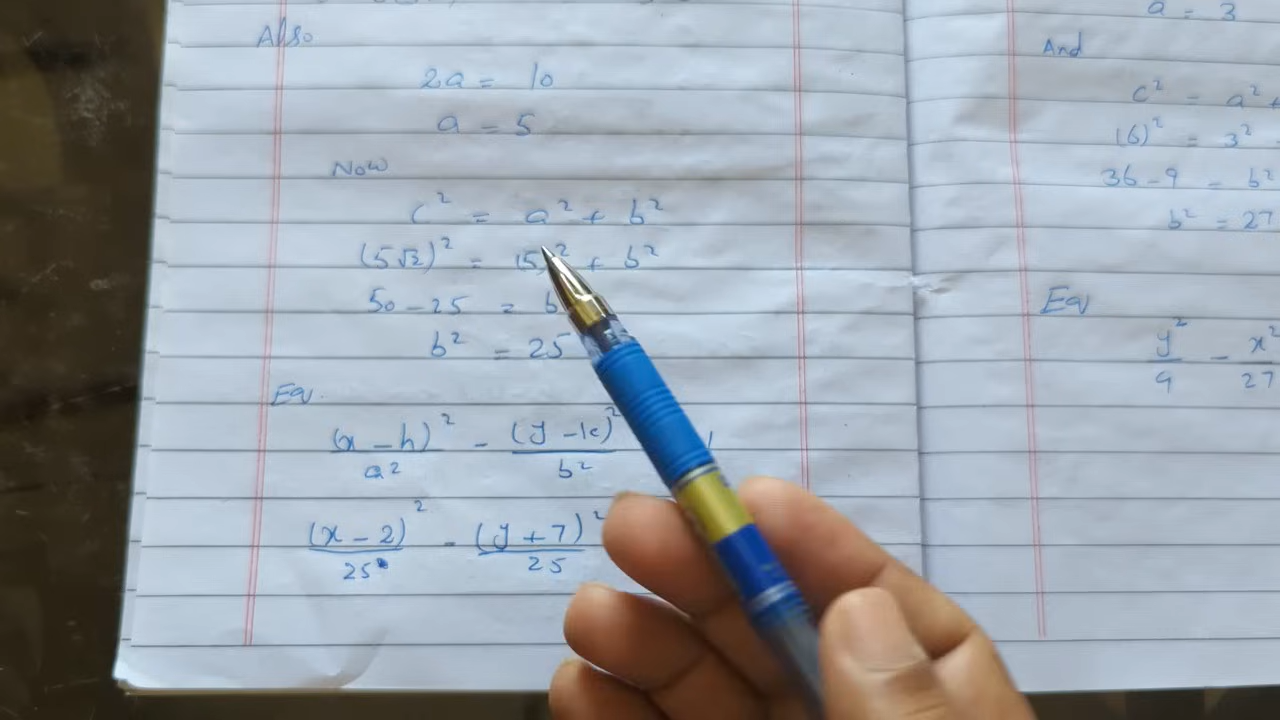 Also
2a = 10
a = 5
Now
c² = a² + b²
(5√2)² = (5)² + b²
50 - 25 = b
b² = 25
Eq.
(x - h)²/a² - (y - k)²/b² 1
(x - 2)²/25 - (y + 7)²/25
a = 3
And
c² = a² +
(6)² = 3²
36 - 9 = b²
b² = 27
Eq
y²/9 - x²/27